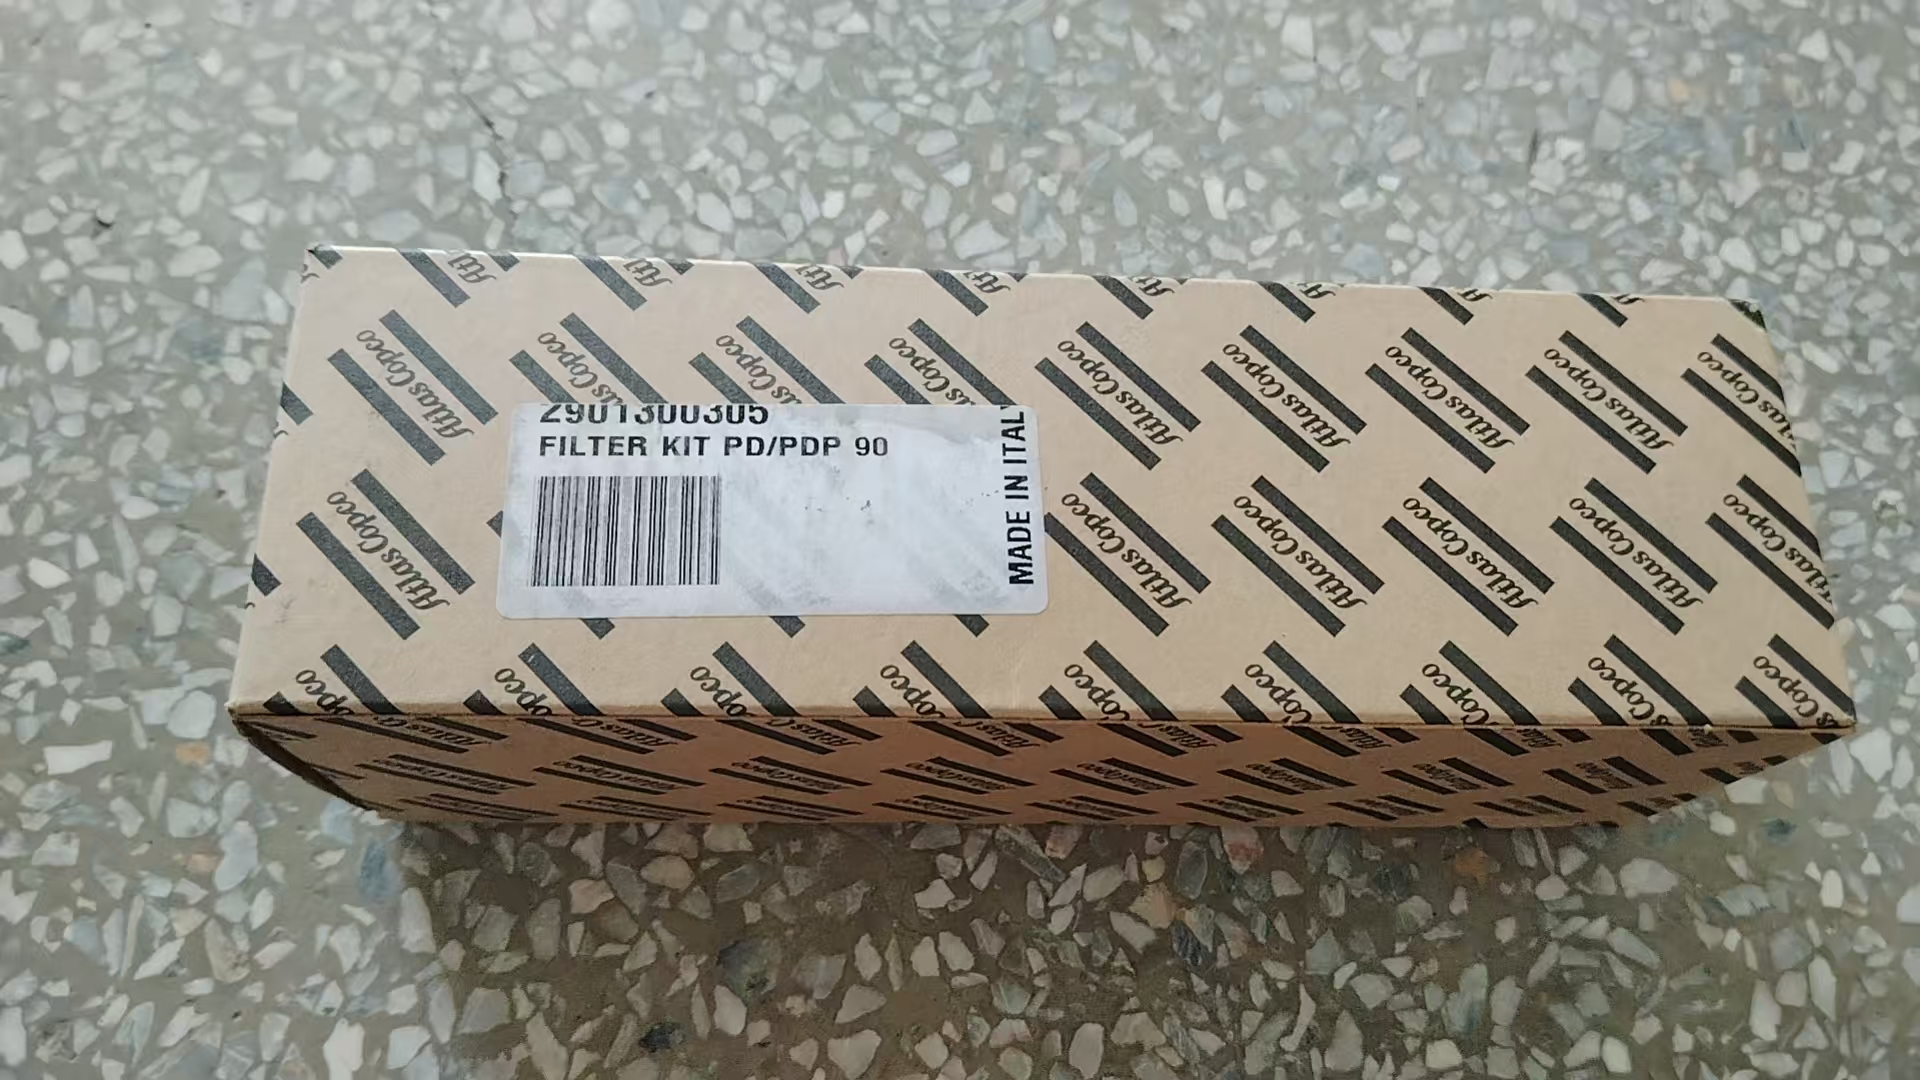 2901300305
FILTER KIT PD/PDP 90
MADE IN ITALY
Atlas Copco